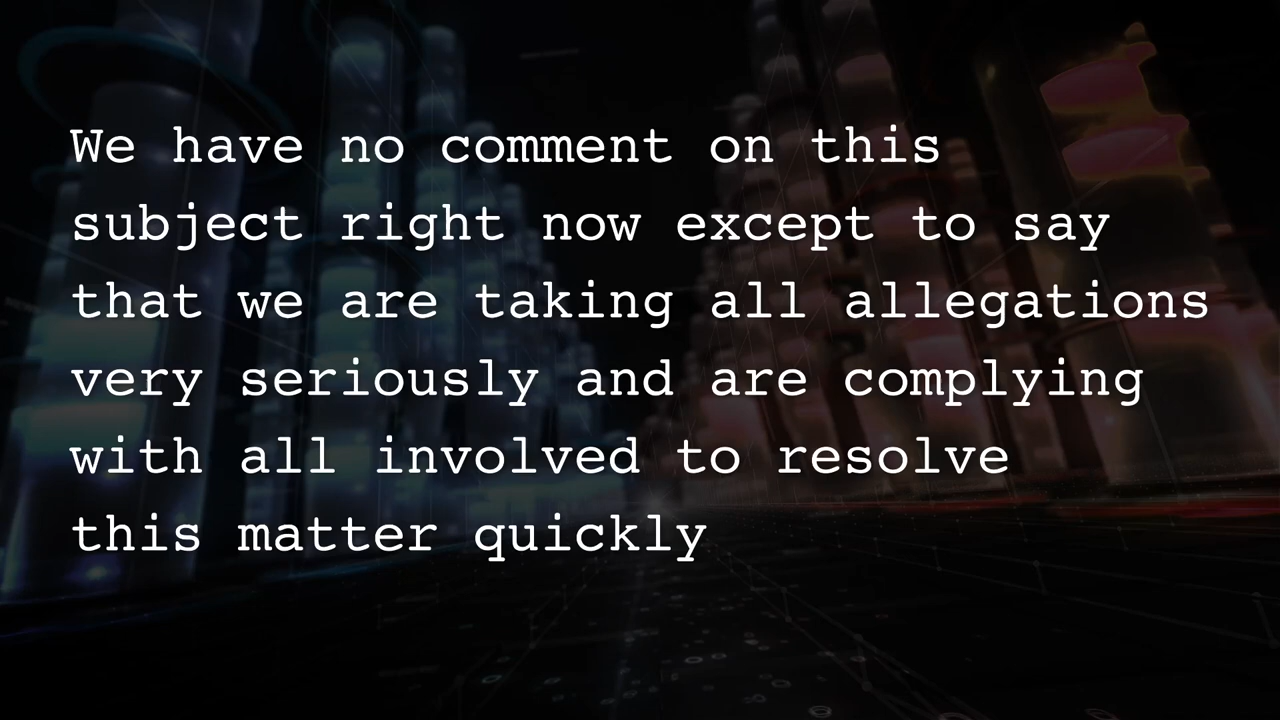 We have no comment on this
subject right now except to say
that we are taking all allegations
very seriously and are complying
with all involved to resolve
this matter quickly